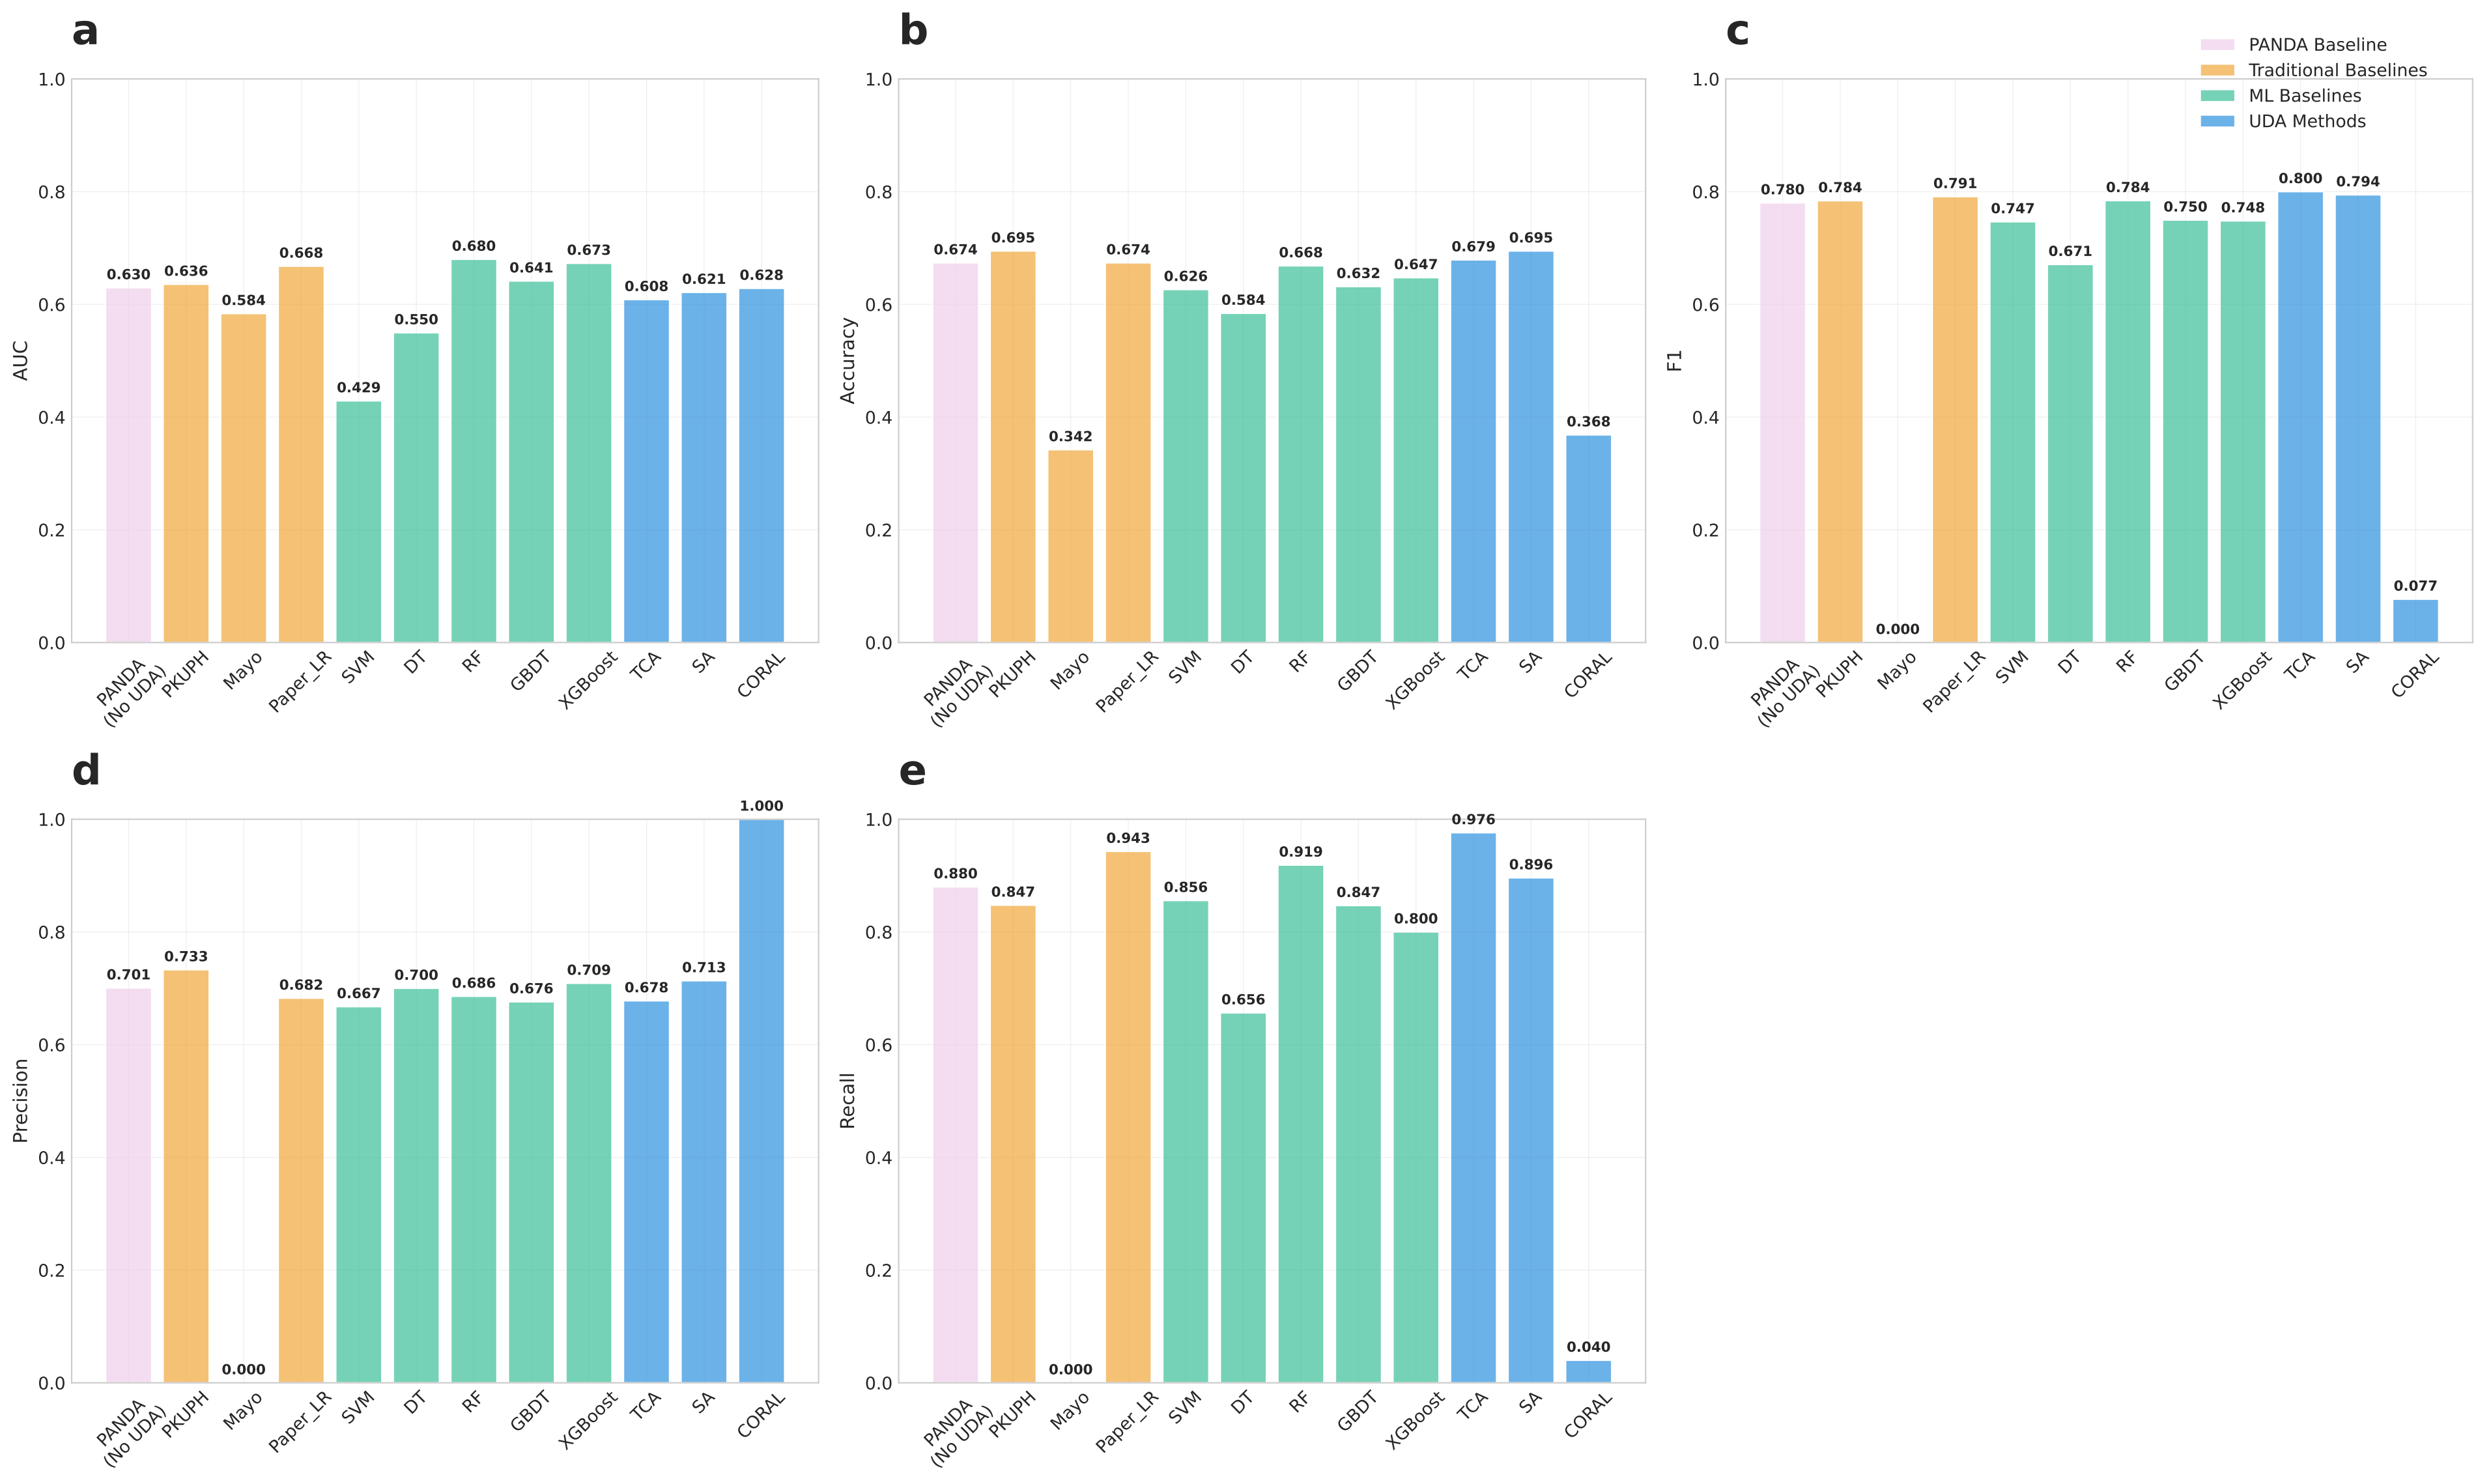 a
1.0
0.8
0.6
0.4
0.2
0.0
AUC
0.630
0.636
0.584
0.668
0.429
0.550
0.680
0.641
0.673
0.608
0.621
0.628
PANDA
(No UDA)
PKUPH
Mayo
Paper_LR
SVM
DT
RF
GBDT
XGBoost
TCA
SA
CORAL
b
1.0
0.8
0.6
0.4
0.2
0.0
Accuracy
0.674
0.695
0.342
0.674
0.626
0.584
0.668
0.632
0.647
0.679
0.695
0.368
PANDA
(No UDA)
PKUPH
Mayo
Paper_LR
SVM
DT
RF
GBDT
XGBoost
TCA
SA
CORAL
c
PANDA Baseline
Traditional Baselines
ML Baselines
UDA Methods
1.0
0.8
0.6
0.4
0.2
0.0
F1
0.780
0.784
0.000
0.791
0.747
0.671
0.784
0.750
0.748
0.800
0.794
0.077
PANDA
(No UDA)
PKUPH
Mayo
Paper_LR
SVM
DT
RF
GBDT
XGBoost
TCA
SA
CORAL
d
1.0
0.8
0.6
0.4
0.2
0.0
Precision
0.701
0.733
0.000
0.682
0.667
0.700
0.686
0.676
0.709
0.678
0.713
1.000
PANDA
(No UDA)
PKUPH
Mayo
Paper_LR
SVM
DT
RF
GBDT
XGBoost
TCA
SA
CORAL
e
1.0
0.8
0.6
0.4
0.2
0.0
Recall
0.880
0.847
0.000
0.943
0.856
0.656
0.919
0.847
0.800
0.976
0.896
0.040
PANDA
(No UDA)
PKUPH
Mayo
Paper_LR
SVM
DT
RF
GBDT
XGBoost
TCA
SA
CORAL